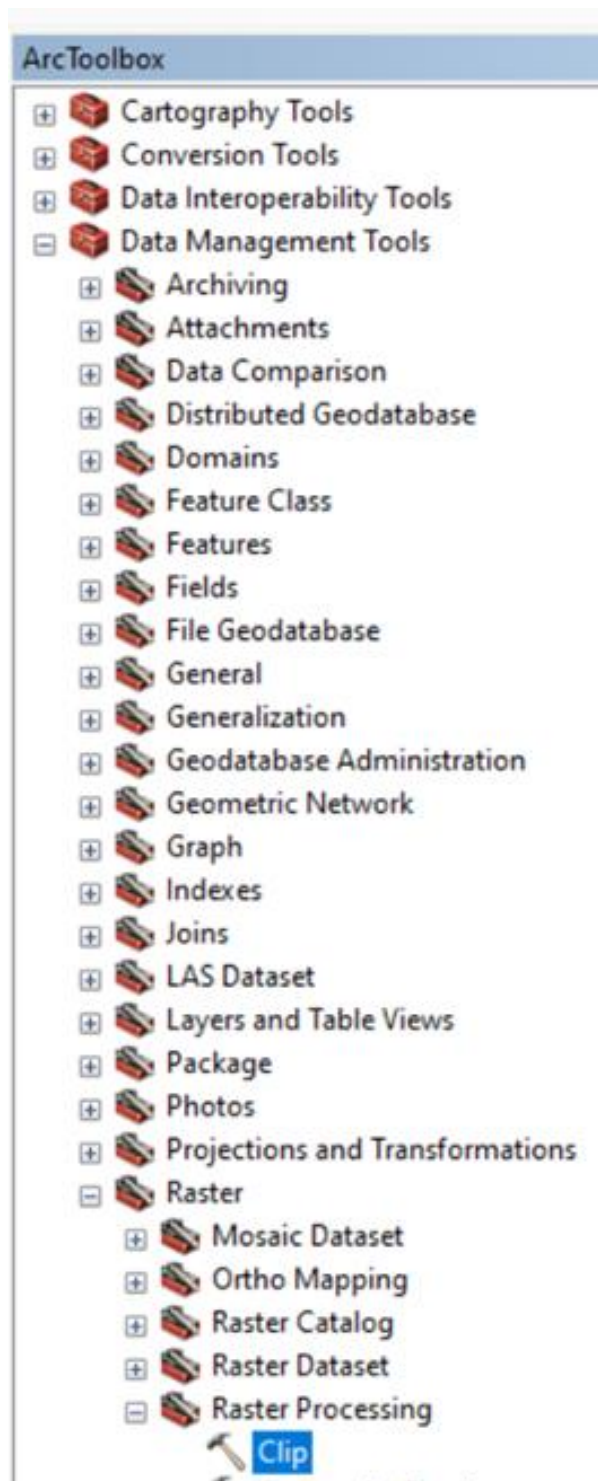 ArcToolbox
Cartography Tools
Conversion Tools
Data Interoperability Tools
Data Management Tools
Archiving
Attachments
Data Comparison
Distributed Geodatabase
Domains
Feature Class
Features
Fields
File Geodatabase
General
Generalization
Geodatabase Administration
Geometric Network
Graph
Indexes
Joins
LAS Dataset
Layers and Table Views
Package
Photos
Projections and Transformations
Raster
Mosaic Dataset
Ortho Mapping
Raster Catalog
Raster Dataset
Raster Processing
Clip